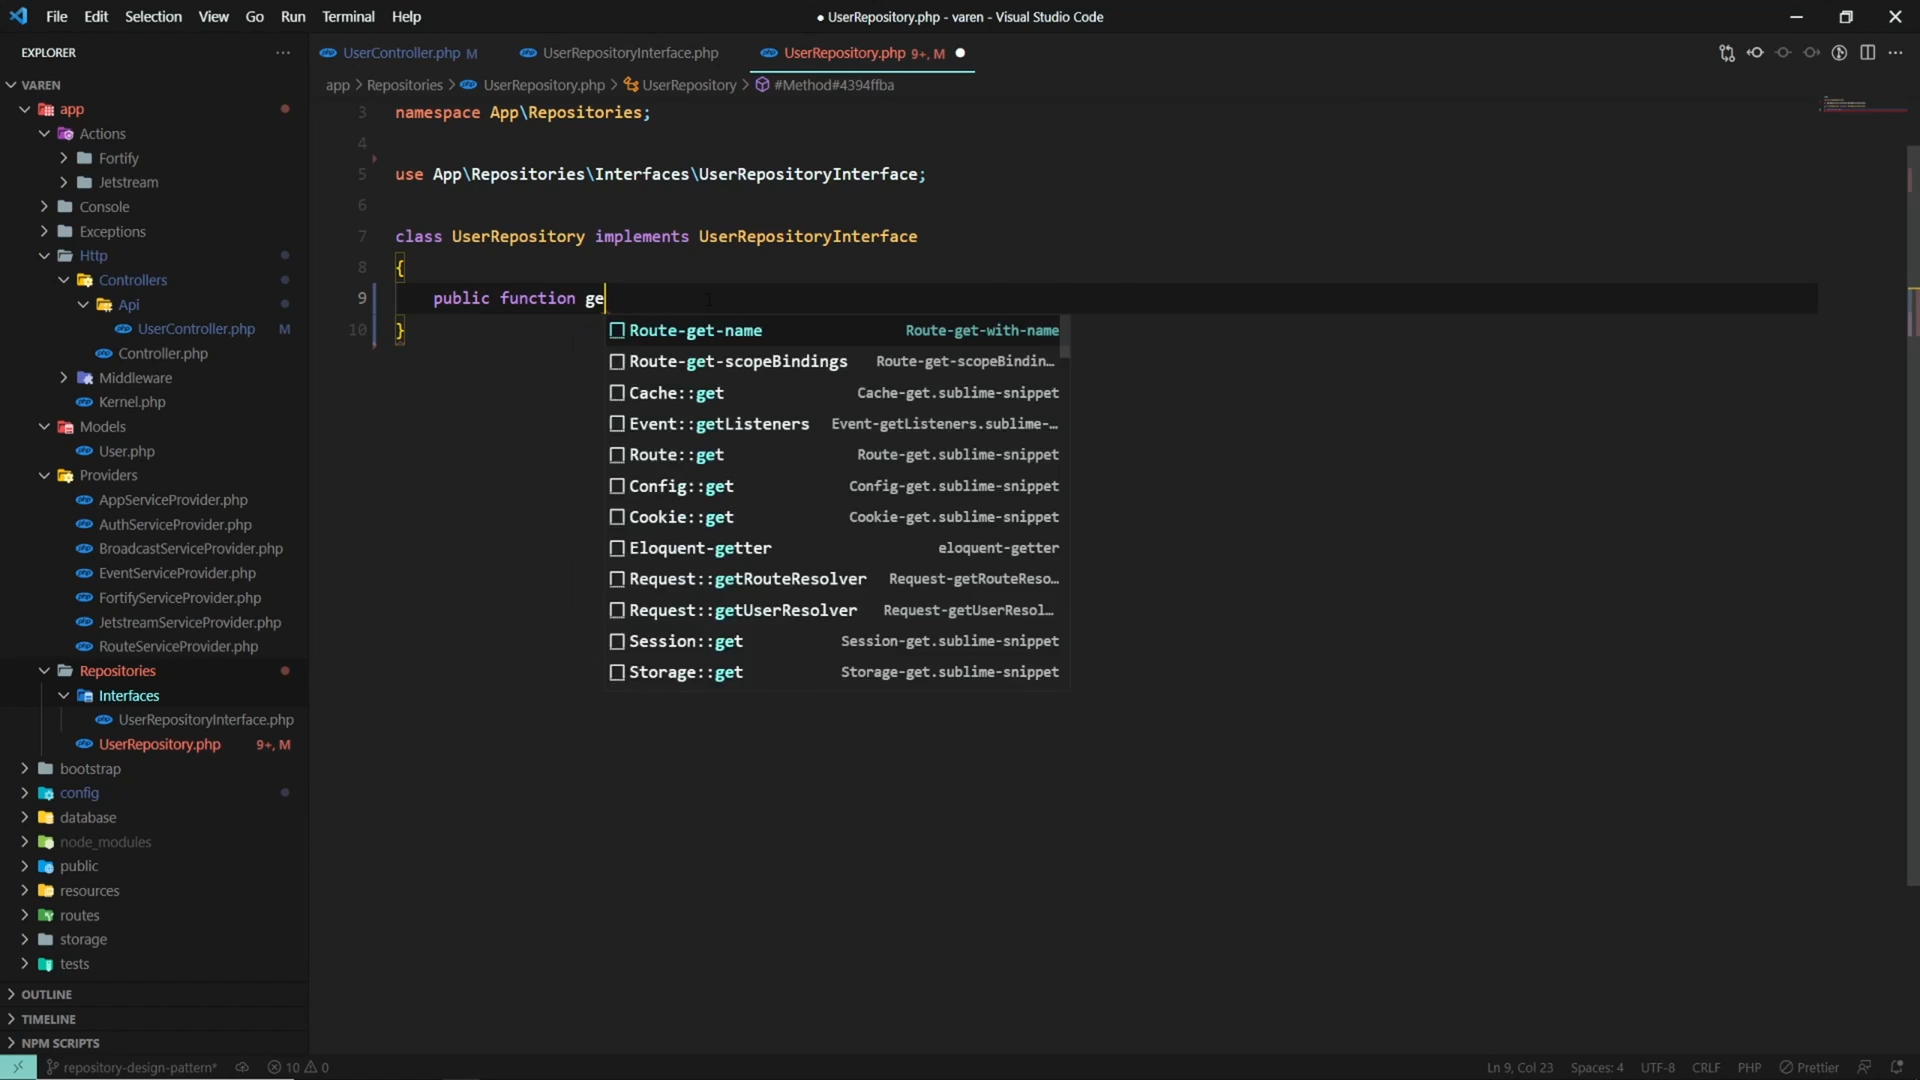 File Edit Selection View Go Run Terminal Help
● UserRepository.php - varen - Visual Studio Code
EXPLORER
UserController.php M
UserRepositoryInterface.php
UserRepository.php 9+, M
app > Repositories > UserRepository.php > UserRepository > #Method#4394ffba
VAREN
app
Actions
Fortify
Jetstream
Console
Exceptions
Http
Controllers
Api
UserController.php M
Controller.php
Middleware
Kernel.php
Models
User.php
Providers
AppServiceProvider.php
AuthServiceProvider.php
BroadcastServiceProvider.php
EventServiceProvider.php
FortifyServiceProvider.php
JetstreamServiceProvider.php
RouteServiceProvider.php
Repositories
Interfaces
UserRepositoryInterface.php
UserRepository.php 9+, M
bootstrap
config
database
node_modules
public
resources
routes
storage
tests
OUTLINE
TIMELINE
NPM SCRIPTS
3 namespace App\Repositories;
4
5 use App\Repositories\Interfaces\UserRepositoryInterface;
6
7 class UserRepository implements UserRepositoryInterface
8 {
9 public function ge
10 }
Route-get-name Route-get-with-name
Route-get-scopeBindings Route-get-scopeBindin…
Cache::get Cache-get.sublime-snippet
Event::getListeners Event-getListeners.sublime-…
Route::get Route-get.sublime-snippet
Config::get Config-get.sublime-snippet
Cookie::get Cookie-get.sublime-snippet
Eloquent-getter eloquent-getter
Request::getRouteResolver Request-getRouteReso…
Request::getUserResolver Request-getUserResol…
Session::get Session-get.sublime-snippet
Storage::get Storage-get.sublime-snippet
repository-design-pattern* 10 0
Ln 9, Col 23 Spaces: 4 UTF-8 CRLF PHP Prettier